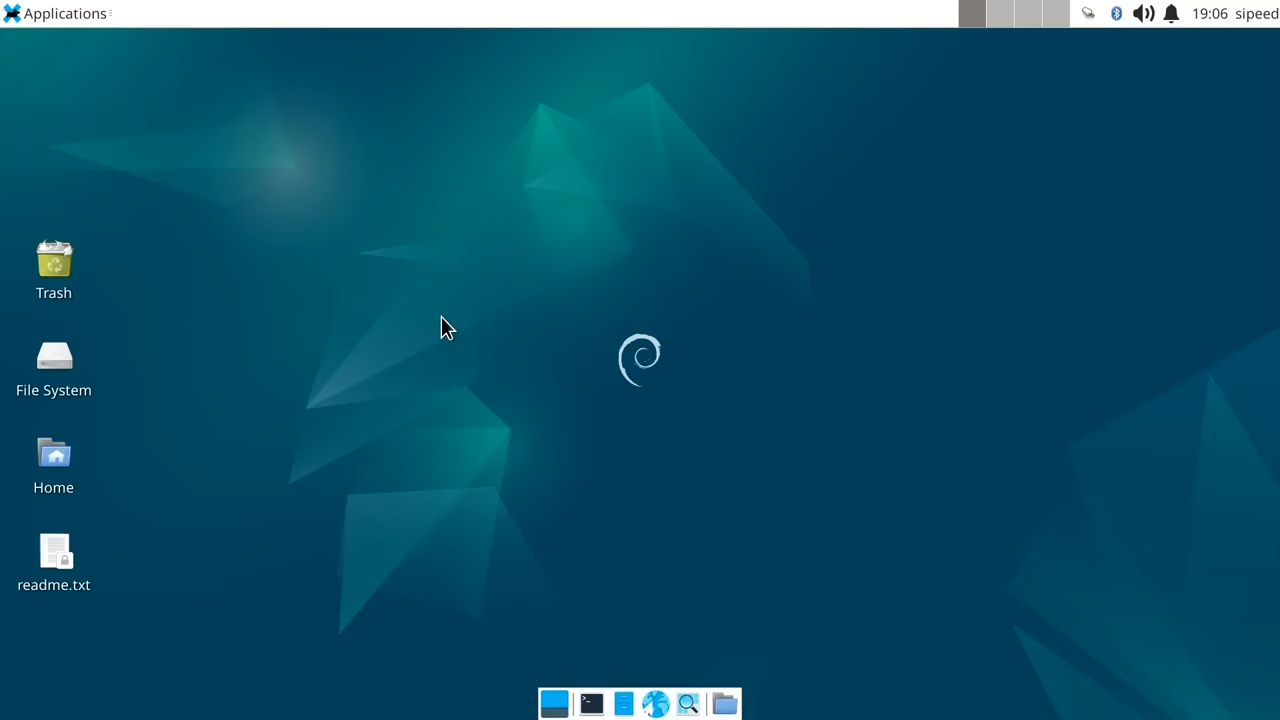 Applications
19:06 sipeed
Trash
File System
Home
readme.txt